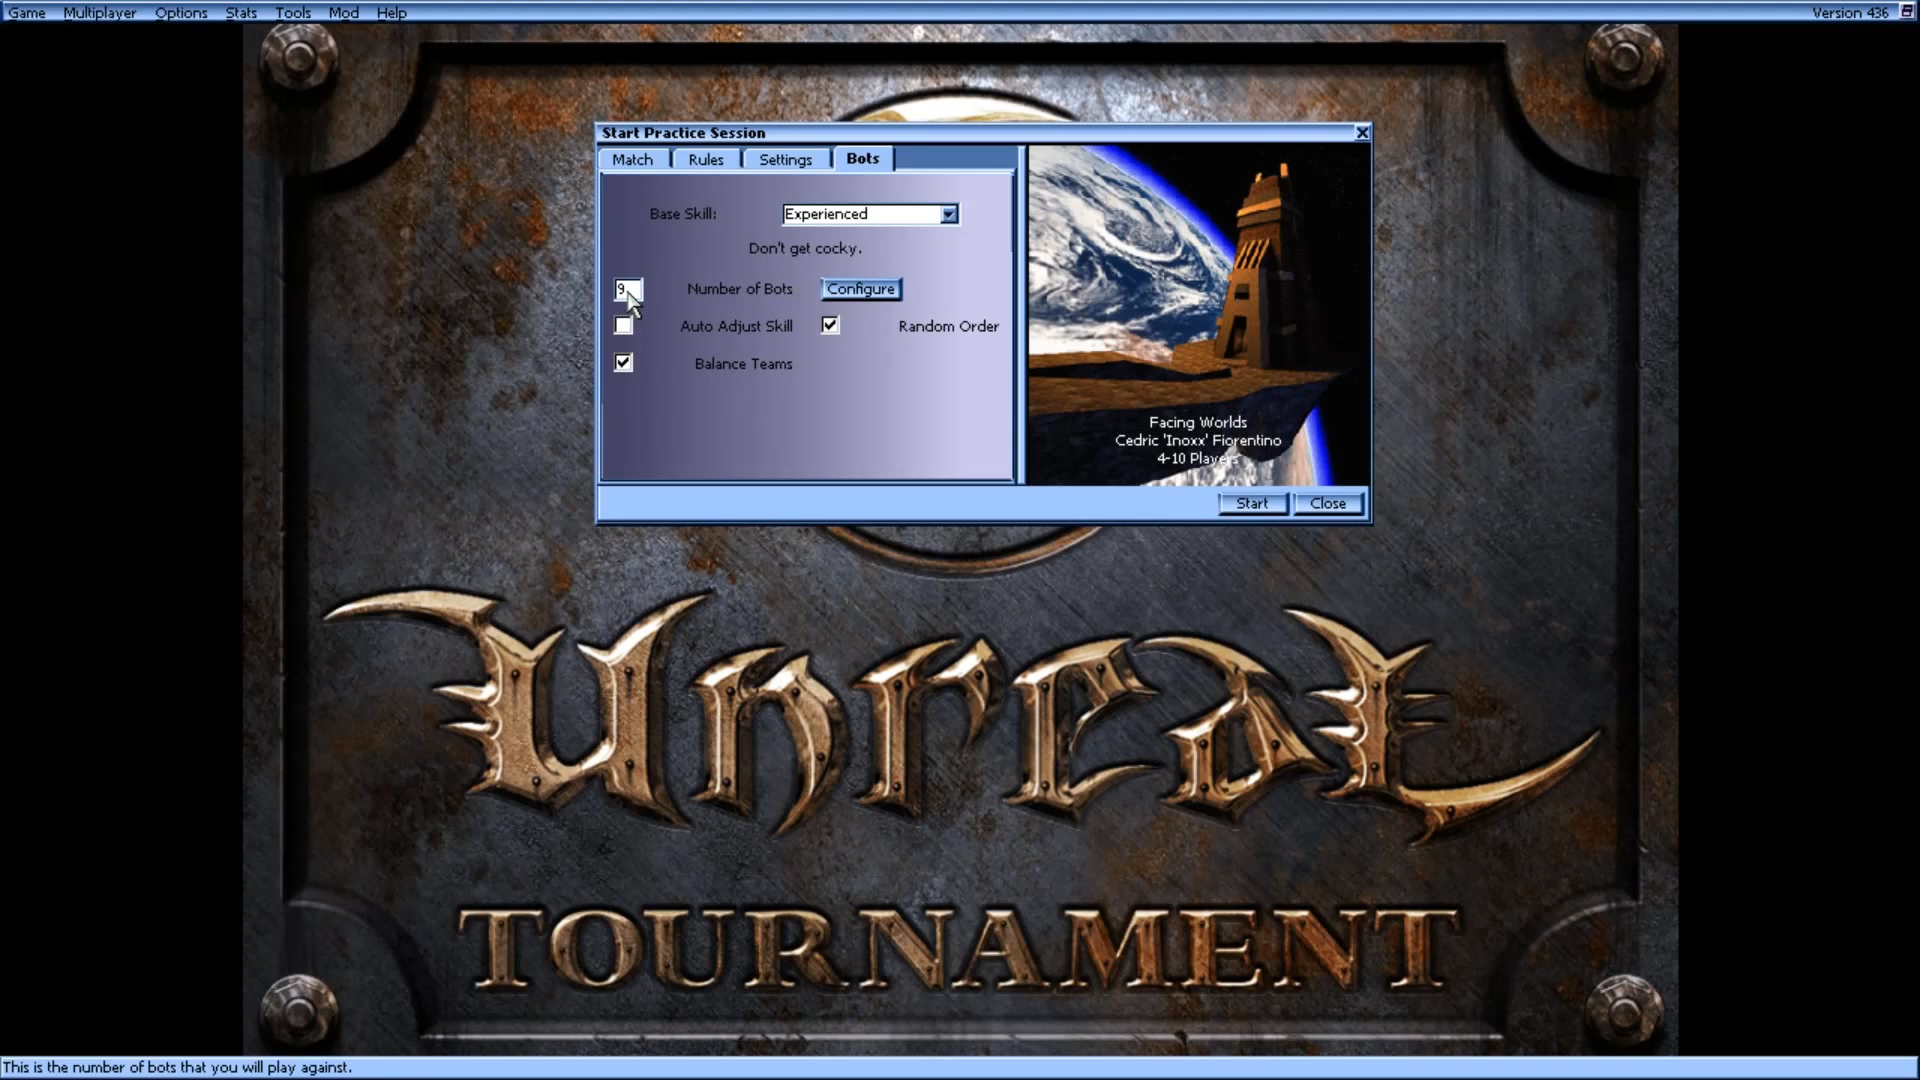 Game Multiplayer Options Stats Tools Mod Help Version 436
Start Practice Session
Match Rules Settings Bots
Base Skill: Experienced
Don't get cocky.
9 Number of Bots Configure
Auto Adjust Skill Random Order
Balance Teams
Facing Worlds
Cedric 'Inoxx' Fiorentino
4-10 Players
Start Close
Unreal
TOURNAMENT
This is the number of bots that you will play against.